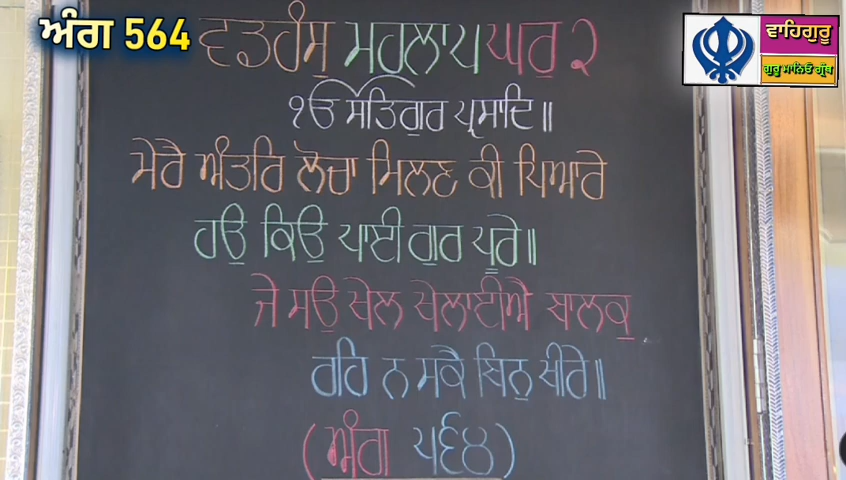 ਅੰਗ 564
ਵਡਹੰਸੁ ਮਹਲਾ ੫ ਘਰੁ ੨
ਵਾਹਿਗੁਰੂ
ਗੁਰੂ ਮਾਨਿਓ ਗ੍ਰੰਥ
ੴ ਸਤਿਗੁਰ ਪ੍ਰਸਾਦਿ॥
ਮੇਰੈ ਅੰਤਰਿ ਲੋਚਾ ਮਿਲਣ ਕੀ ਪਿਆਰੇ
ਹਉ ਕਿਉ ਪਾਈ ਗੁਰ ਪੂਰੇ॥
ਜੇ ਸਉ ਖੇਲ ਖੇਲਾਈਐ ਬਾਲਕੁ
ਰਹਿ ਨ ਸਕੈ ਬਿਨੁ ਖੀਰੇ॥
(ਅੰਗ ੫੬੪)